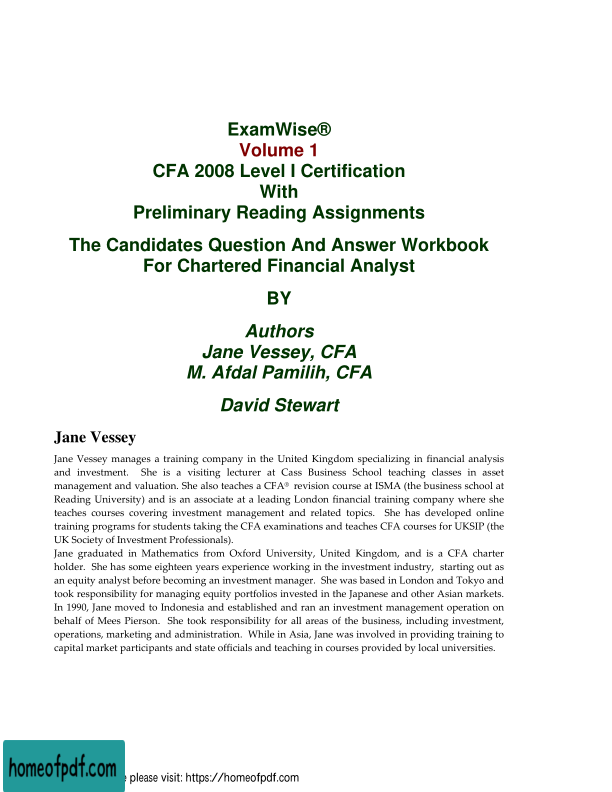 ExamWise®
Volume 1
CFA 2008 Level I Certification
With
Preliminary Reading Assignments
The Candidates Question And Answer Workbook
For Chartered Financial Analyst
BY
Authors
Jane Vessey, CFA
M. Afdal Pamilih, CFA
David Stewart
Jane Vessey
Jane Vessey manages a training company in the United Kingdom specializing in financial analysis
and investment. She is a visiting lecturer at Cass Business School teaching classes in asset
management and valuation. She also teaches a CFA® revision course at ISMA (the business school at
Reading University) and is an associate at a leading London financial training company where she
teaches courses covering investment management and related topics. She has developed online
training programs for students taking the CFA examinations and teaches CFA courses for UKSIP (the
UK Society of Investment Professionals).
Jane graduated in Mathematics from Oxford University, United Kingdom, and is a CFA charter
holder. She has some eighteen years experience working in the investment industry, starting out as
an equity analyst before becoming an investment manager. She was based in London and Tokyo and
took responsibility for managing equity portfolios invested in the Japanese and other Asian markets.
In 1990, Jane moved to Indonesia and established and ran an investment management operation on
behalf of Mees Pierson. She took responsibility for all areas of the business, including investment,
operations, marketing and administration. While in Asia, Jane was involved in providing training to
capital market participants and state officials and teaching in courses provided by local universities.
homeofpdf.com
please visit: https://homeofpdf.com